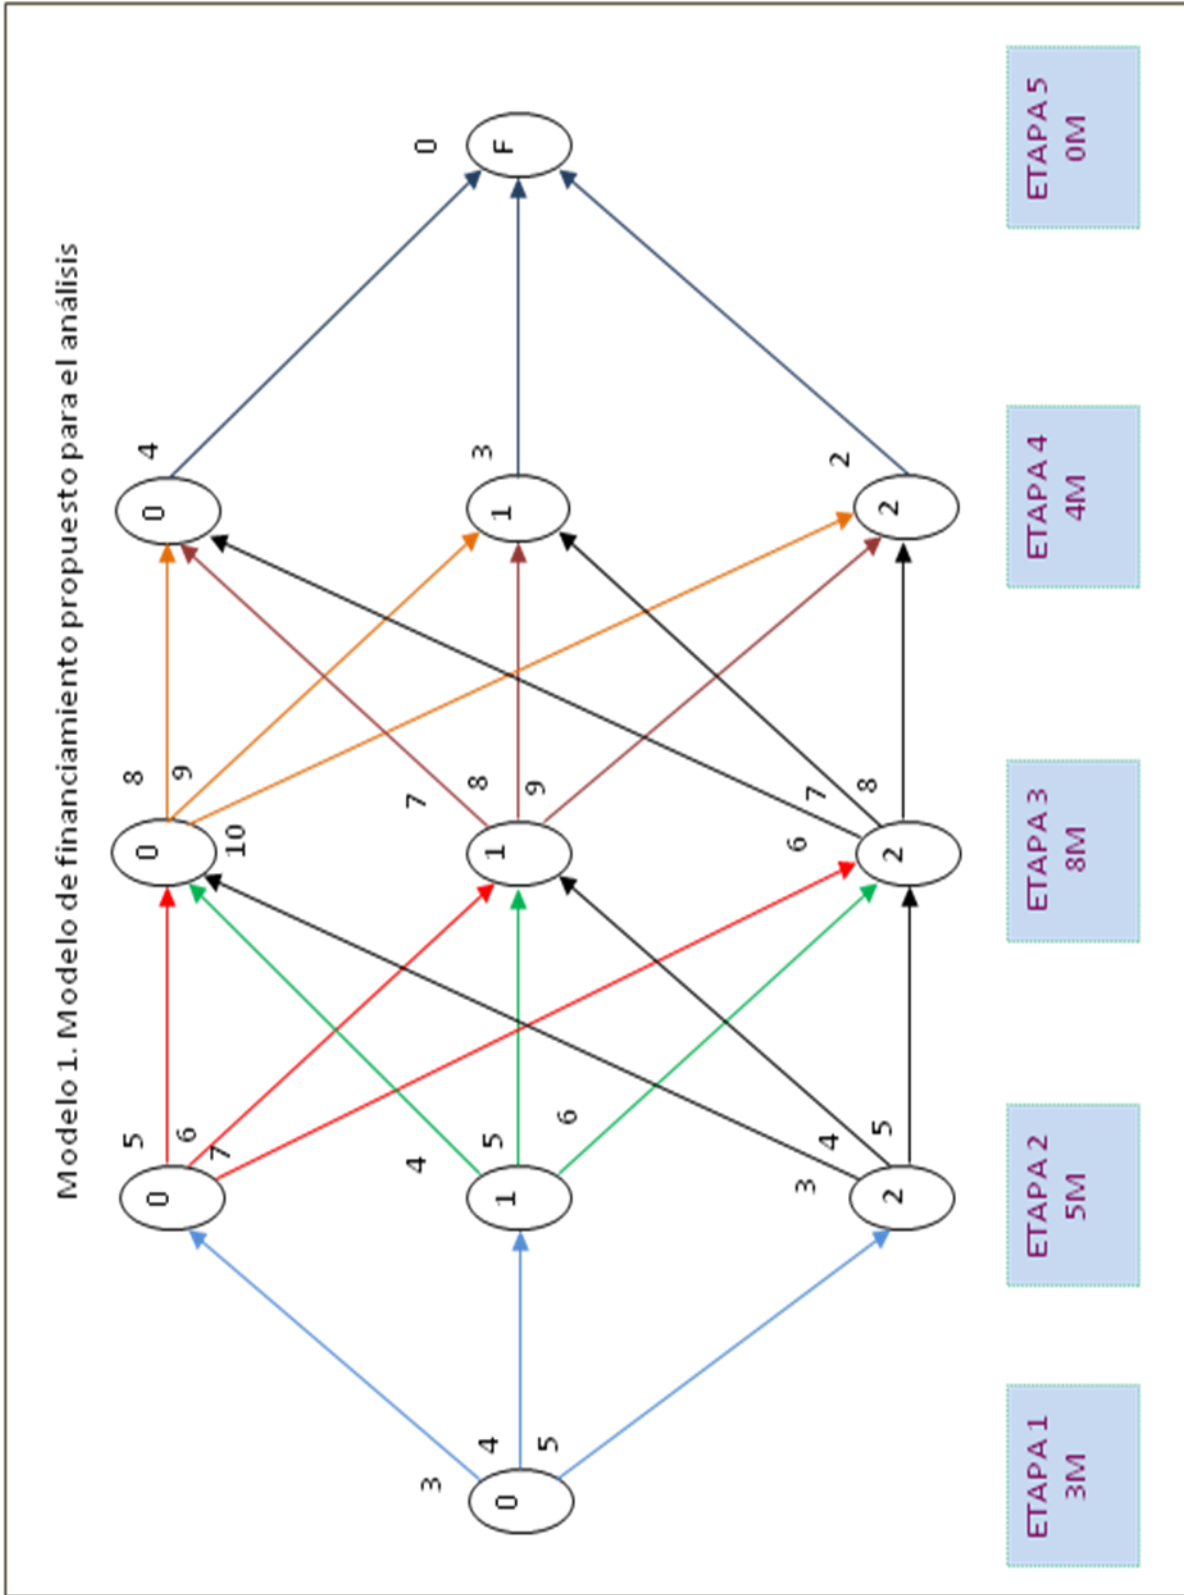 Modelo 1. Modelo de financiamiento propuesto para el análisis
5 8 4
0 0 0
6 9
7 10
3 4 7 0
4 5 8 3
0 1 1 1 F
5 6 9
3 4 6 7 2
5 8
2 2 2
ETAPA 1 ETAPA 2 ETAPA 3 ETAPA 4 ETAPA 5
3M 5M 8M 4M 0M